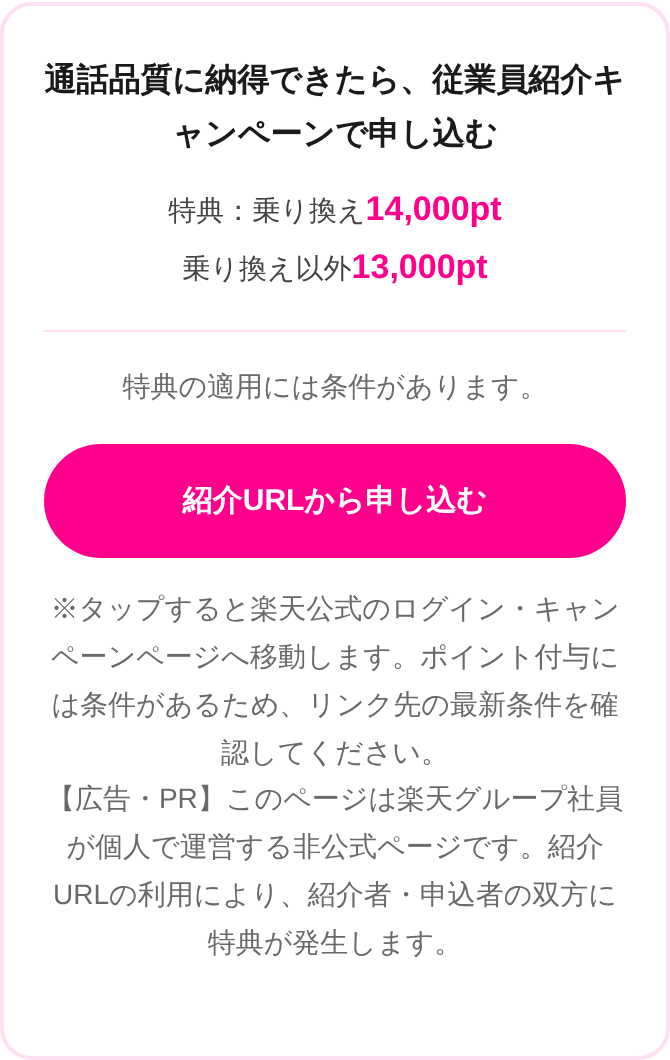 通話品質に納得できたら、従業員紹介キ
ャンペーンで申し込む
特典：乗り換え14,000pt
乗り換え以外13,000pt
特典の適用には条件があります。
紹介URLから申し込む
※タップすると楽天公式のログイン・キャン
ペーンページへ移動します。ポイント付与に
は条件があるため、リンク先の最新条件を確
認してください。
【広告・PR】このページは楽天グループ社員
が個人で運営する非公式ページです。紹介
URLの利用により、紹介者・申込者の双方に
特典が発生します。